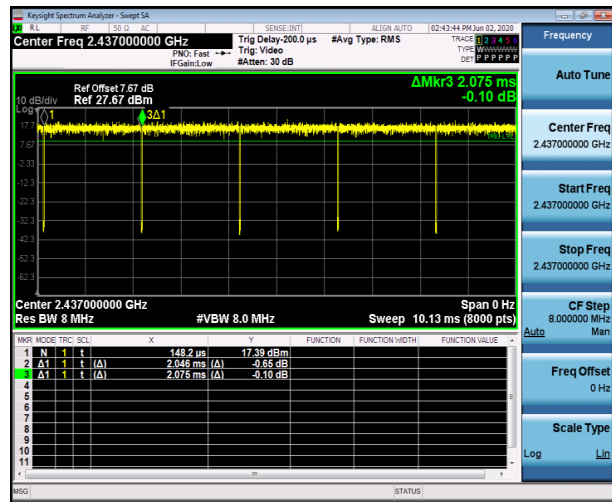 Keysight Spectrum Analyzer - Swept SA
RL RF 50 Ω AC SENSE:INT ALIGN AUTO 02:43:44 PM Jun 02, 2020
Center Freq 2.437000000 GHz
PNO: Fast
IFGain:Low
Trig Delay-200.0 µs
Trig: Video
#Atten: 30 dB
#Avg Type: RMS
TRACE 1 2 3 4 5 6
TYPE W
DET P P P P P P
Ref Offset 7.67 dB
Ref 27.67 dBm
10 dB/div
Log
ΔMkr3 2.075 ms
-0.10 dB
1
3Δ1
17.7
7.67
-2.33
-12.3
-22.3
-32.3
-42.3
-52.3
-62.3
Center 2.437000000 GHz
Span 0 Hz
Res BW 8 MHz
#VBW 8.0 MHz
Sweep 10.13 ms (8000 pts)
MKR MODE TRC SCL X Y FUNCTION FUNCTION WIDTH FUNCTION VALUE
1 N 1 t 148.2 µs 17.39 dBm
2 Δ1 1 t (Δ) 2.046 ms (Δ) -0.65 dB
3 Δ1 1 t (Δ) 2.075 ms (Δ) -0.10 dB
4
5
6
7
8
9
10
11
MSG
STATUS
Frequency
Auto Tune
Center Freq
2.437000000 GHz
Start Freq
2.437000000 GHz
Stop Freq
2.437000000 GHz
CF Step
8.000000 MHz
Auto Man
Freq Offset
0 Hz
Scale Type
Log Lin